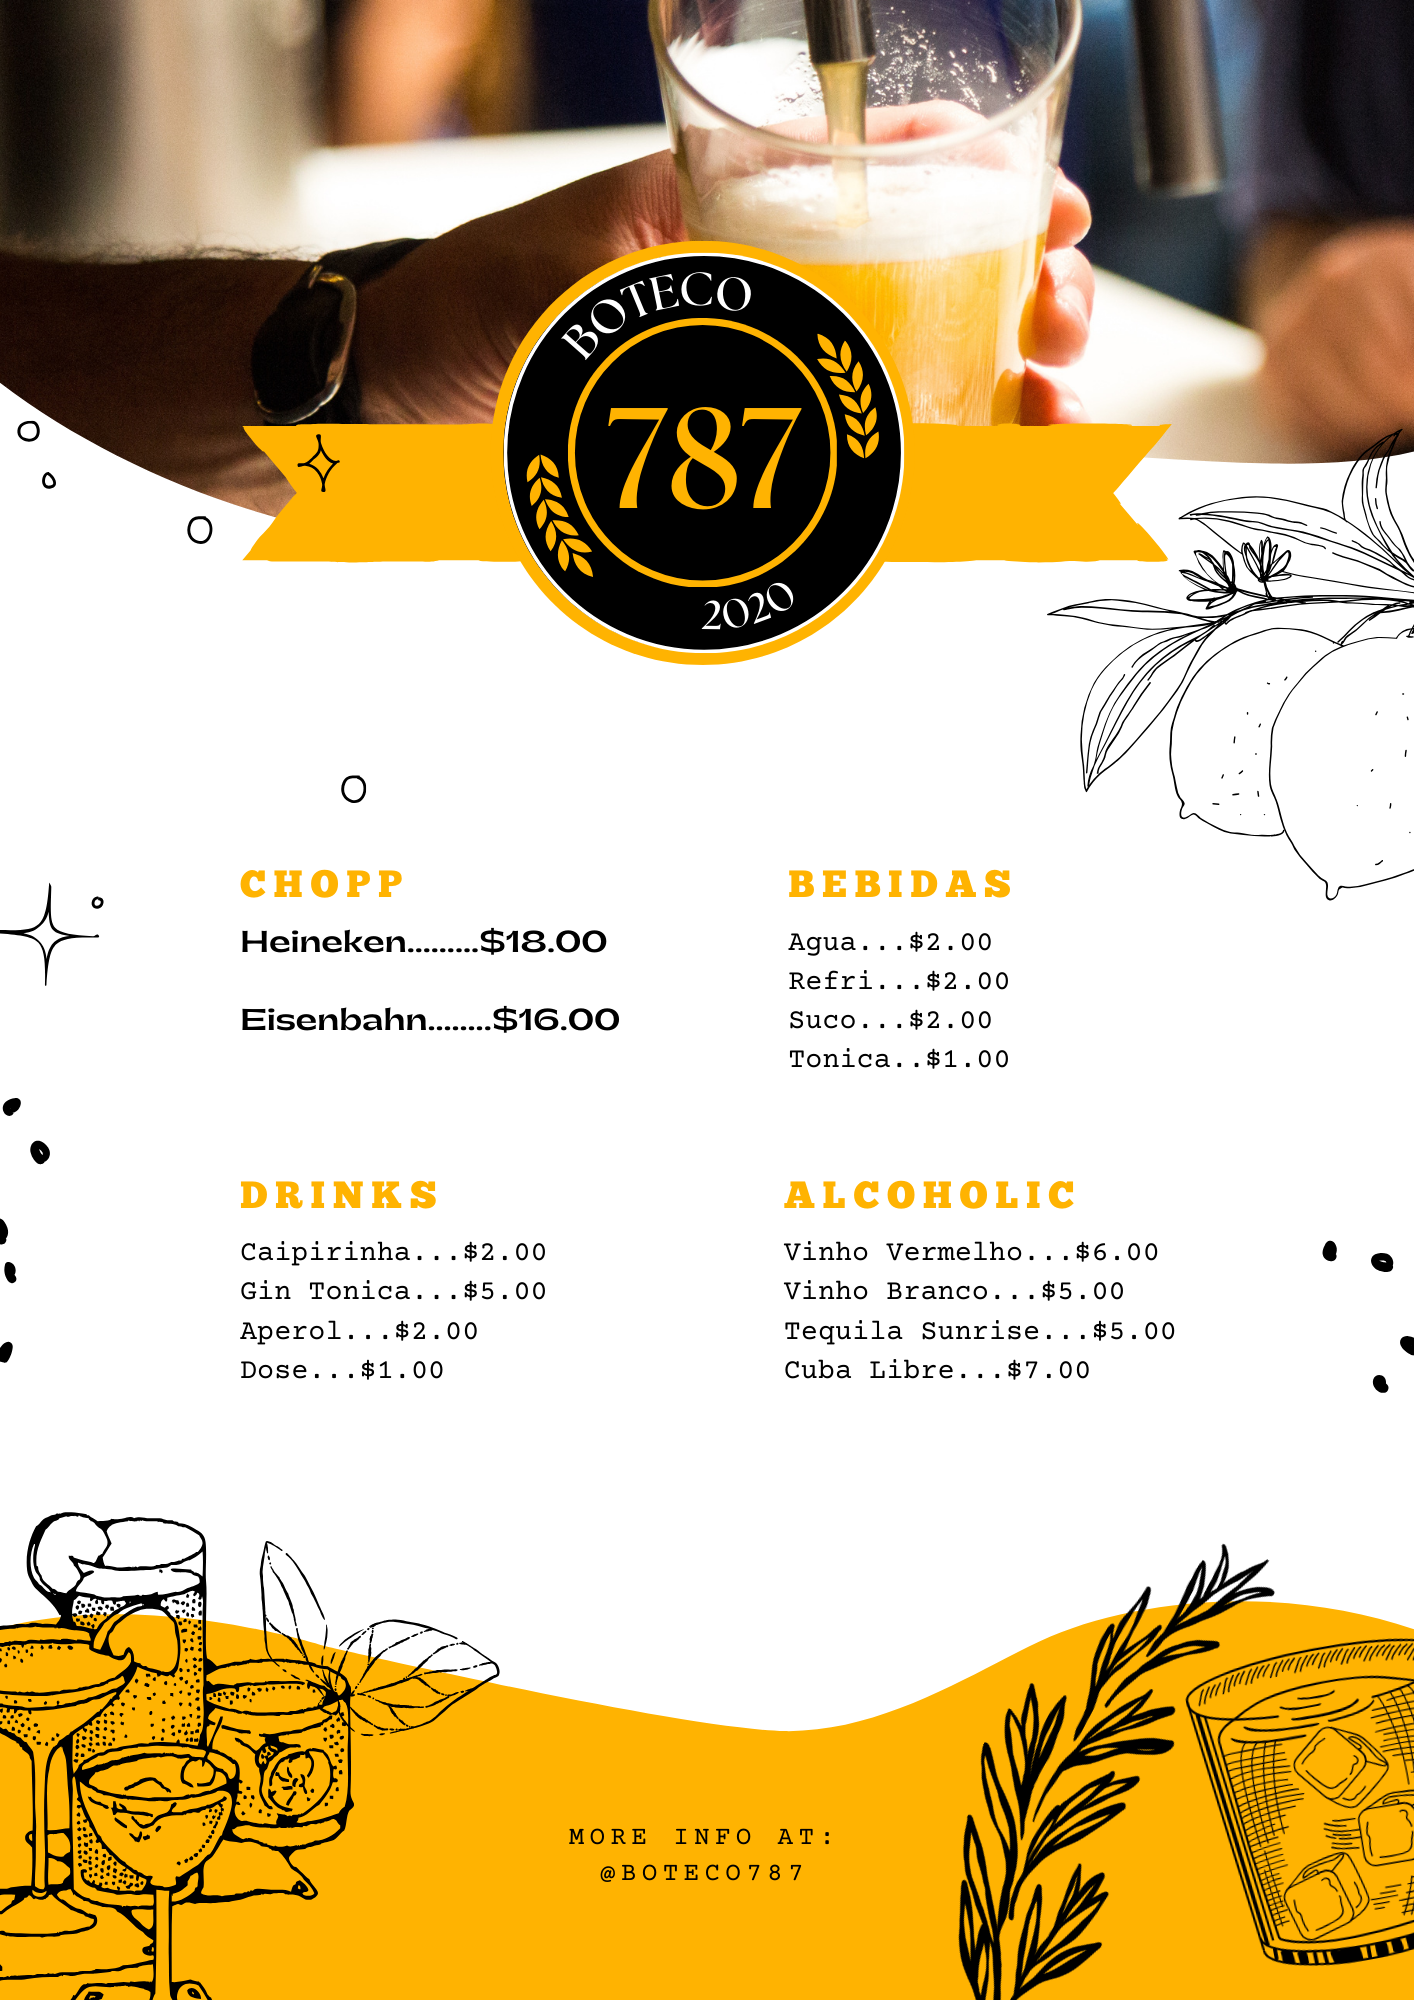 BOTECO
787
2020
CHOPP
Heineken.........$18.00
Eisenbahn........$16.00
BEBIDAS
Agua...$2.00
Refri...$2.00
Suco...$2.00
Tonica..$1.00
DRINKS
Caipirinha...$2.00
Gin Tonica...$5.00
Aperol...$2.00
Dose...$1.00
ALCOHOLIC
Vinho Vermelho...$6.00
Vinho Branco...$5.00
Tequila Sunrise...$5.00
Cuba Libre...$7.00
MORE INFO AT:
@BOTECO787